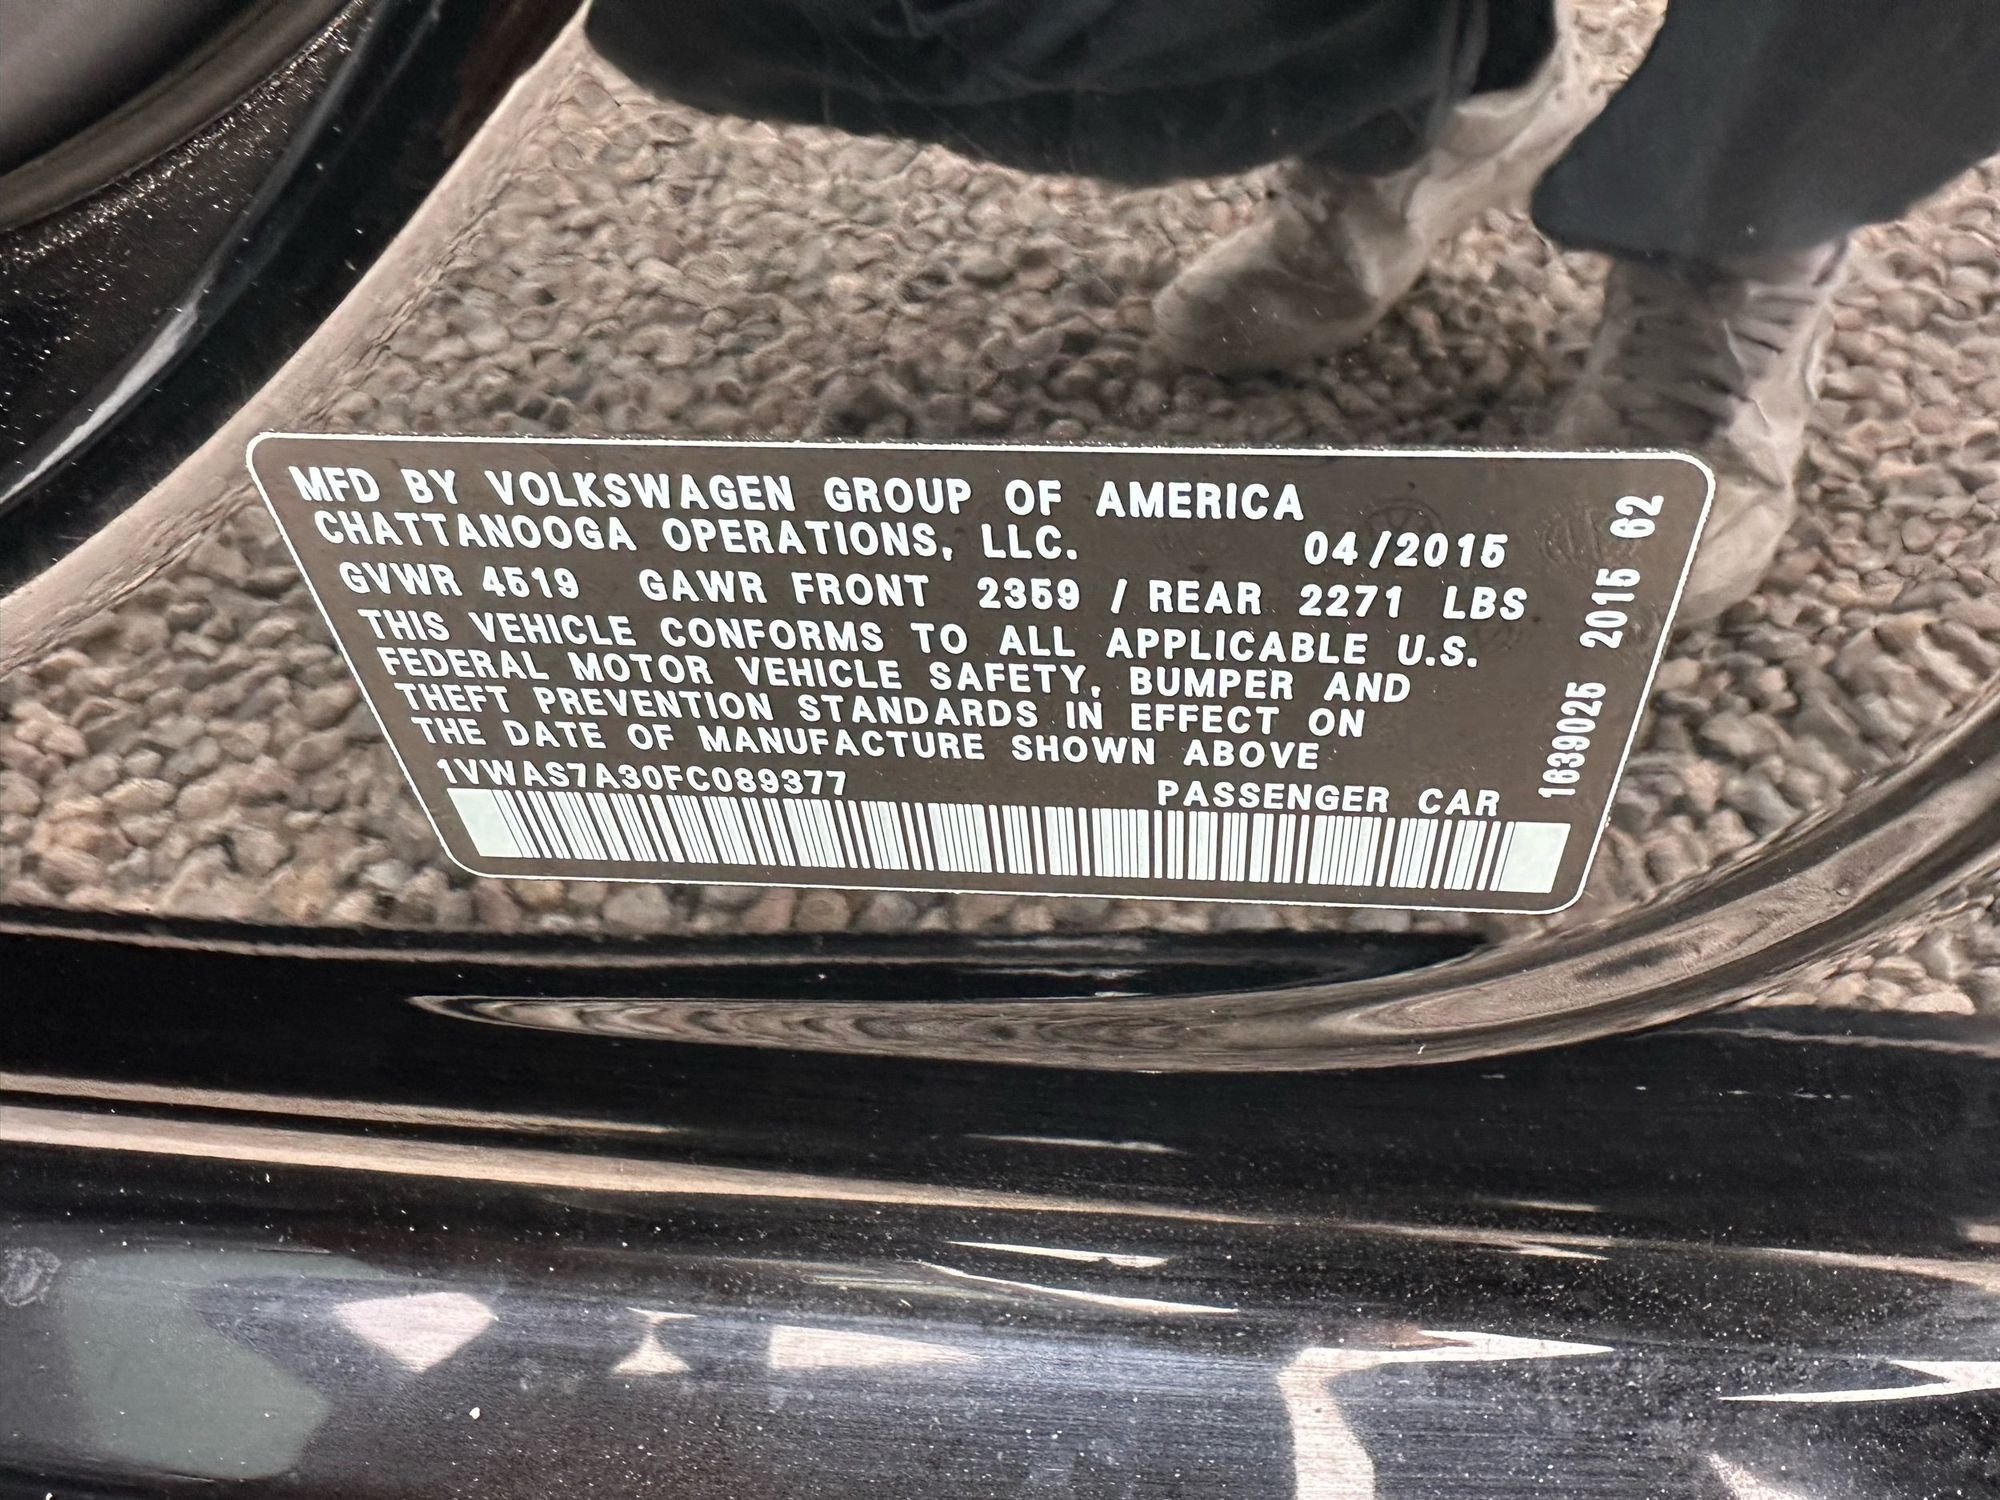 MFD BY VOLKSWAGEN GROUP OF AMERICA
CHATTANOOGA OPERATIONS, LLC. 04/2015
GVWR 4519 GAWR FRONT 2359 / REAR 2271 LBS
THIS VEHICLE CONFORMS TO ALL APPLICABLE U.S.
FEDERAL MOTOR VEHICLE SAFETY, BUMPER AND
THEFT PREVENTION STANDARDS IN EFFECT ON
THE DATE OF MANUFACTURE SHOWN ABOVE
1VWAS7A30FC089377 PASSENGER CAR
1839025 2015 62